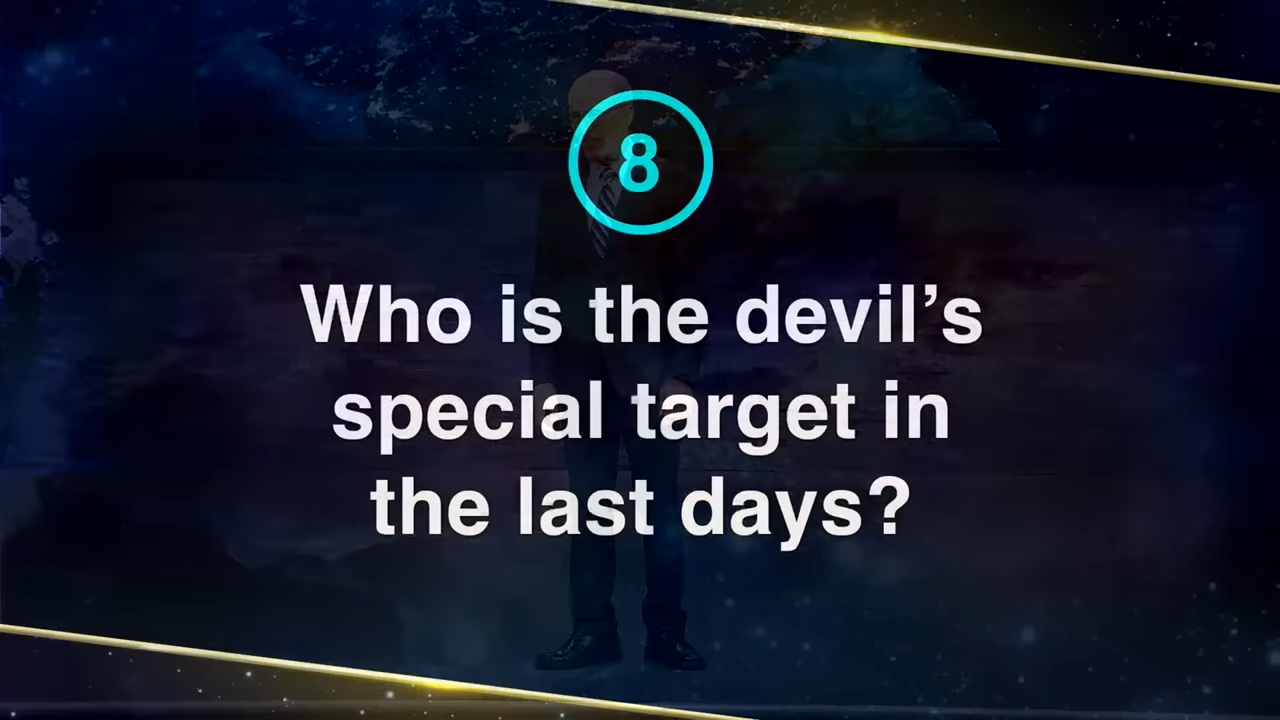 8
Who is the devil’s
special target in
the last days?